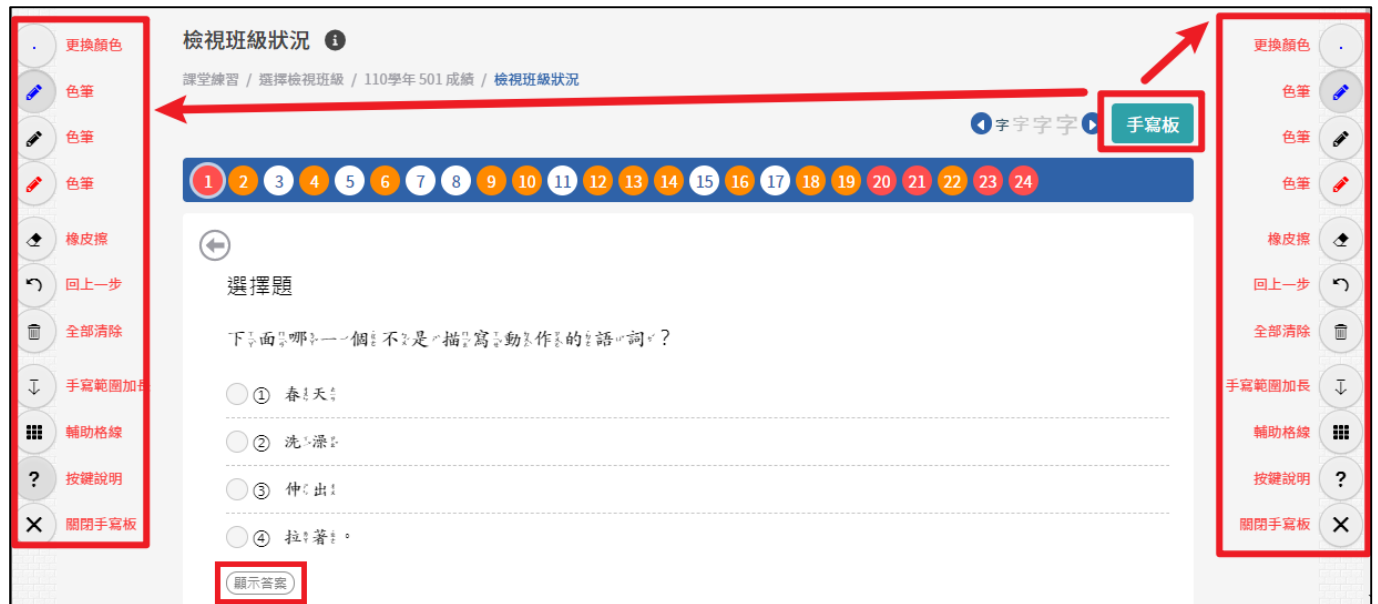 檢視班級狀況
課堂練習 / 選擇檢視班級 / 110學年 501 成績 / 檢視班級狀況
字 字 字 字
手寫板
1 2 3 4 5 6 7 8 9 10 11 12 13 14 15 16 17 18 19 20 21 22 23 24
選擇題
下面哪一個不是描寫動作的語詞?
① 春天
② 洗澡
③ 伸出
④ 拉著。
顯示答案
更換顏色
色筆
色筆
色筆
橡皮擦
回上一步
全部清除
手寫範圍加長
輔助格線
? 按鍵說明
關閉手寫板
更換顏色
色筆
色筆
色筆
橡皮擦
回上一步
全部清除
手寫範圍加長
輔助格線
按鍵說明 ?
關閉手寫板